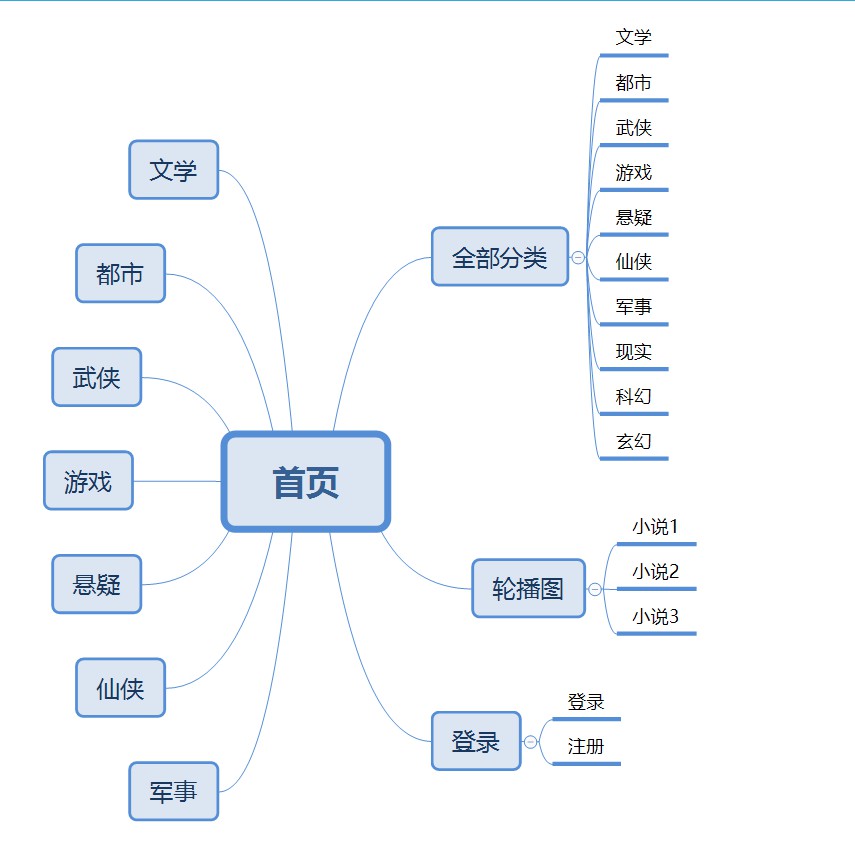 首页
全部分类
文学
都市
武侠
游戏
悬疑
仙侠
军事
现实
科幻
玄幻
轮播图
小说1
小说2
小说3
登录
登录
注册
文学
都市
武侠
游戏
悬疑
仙侠
军事